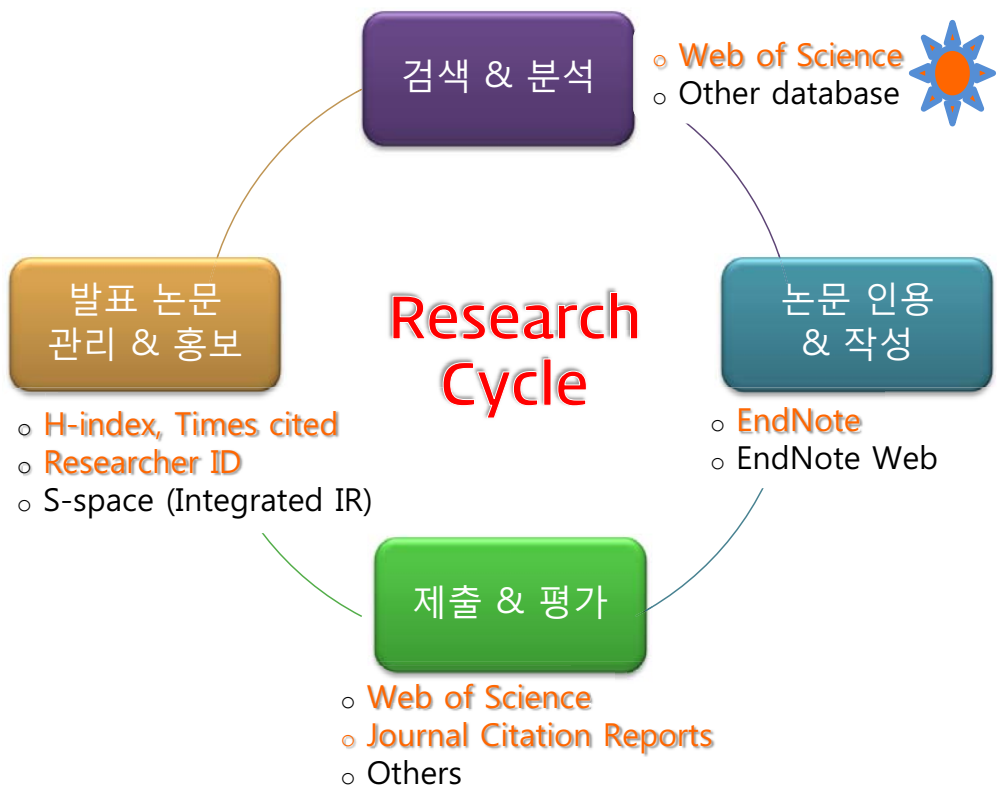 검색 & 분석
Web of Science
Other database
논문 인용
& 작성
EndNote
EndNote Web
제출 & 평가
Web of Science
Journal Citation Reports
Others
발표 논문
관리 & 홍보
H-index, Times cited
Researcher ID
S-space (Integrated IR)
Research
Cycle